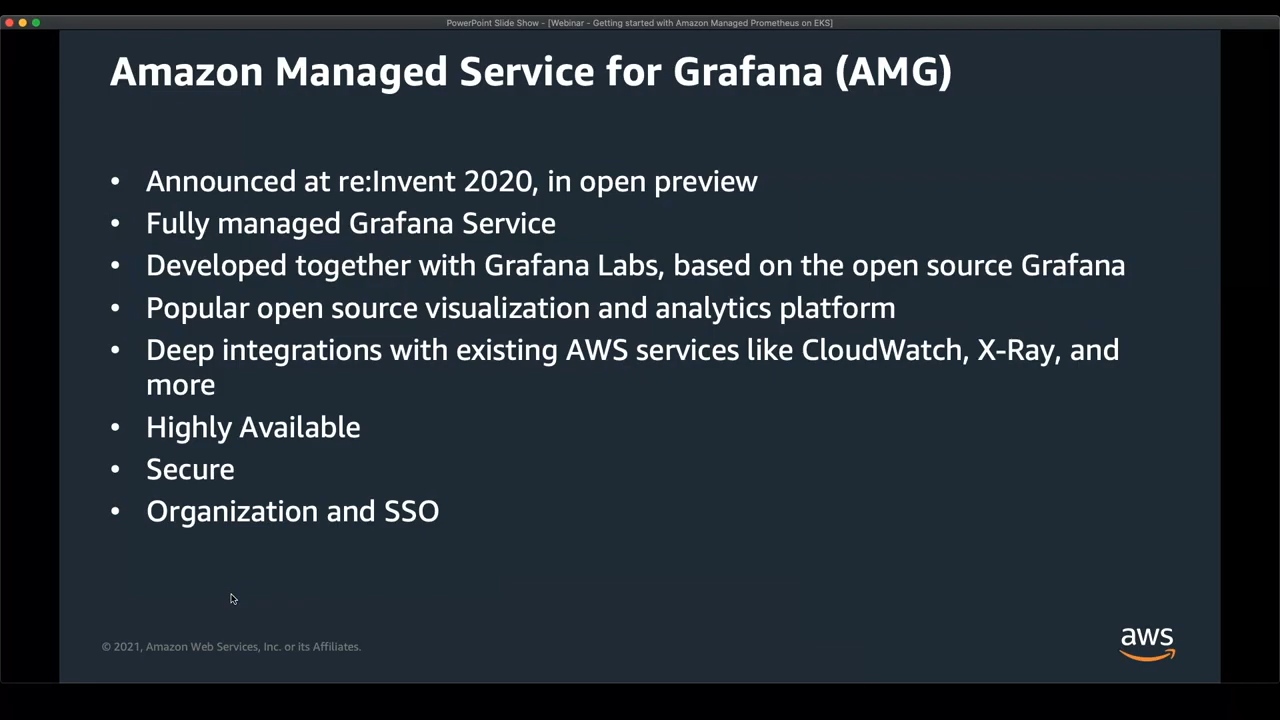 PowerPoint Slide Show - [Webinar - Getting started with Amazon Managed Prometheus on EKS]
Amazon Managed Service for Grafana (AMG)
• Announced at re:Invent 2020, in open preview
• Fully managed Grafana Service
• Developed together with Grafana Labs, based on the open source Grafana
• Popular open source visualization and analytics platform
• Deep integrations with existing AWS services like CloudWatch, X-Ray, and
more
• Highly Available
• Secure
• Organization and SSO
© 2021, Amazon Web Services, Inc. or its Affiliates.
aws